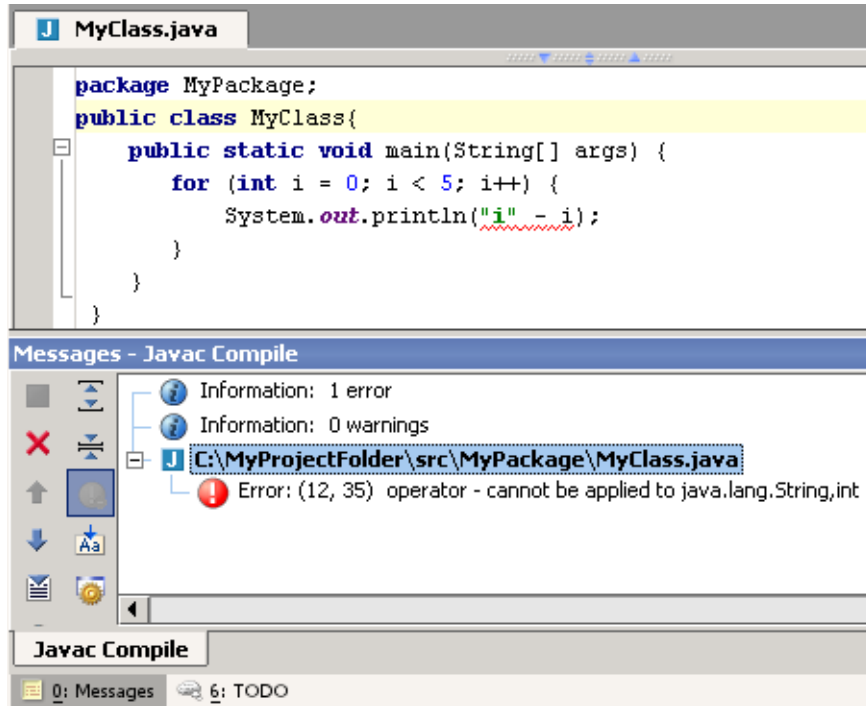 MyClass.java
package MyPackage;
public class MyClass{
public static void main(String[] args) {
for (int i = 0; i < 5; i++) {
System.out.println("i" - i);
}
}
}
Messages - Javac Compile
Information: 1 error
Information: 0 warnings
C:\MyProjectFolder\src\MyPackage\MyClass.java
Error: (12, 35) operator - cannot be applied to java.lang.String,int
Javac Compile
0: Messages 6: TODO